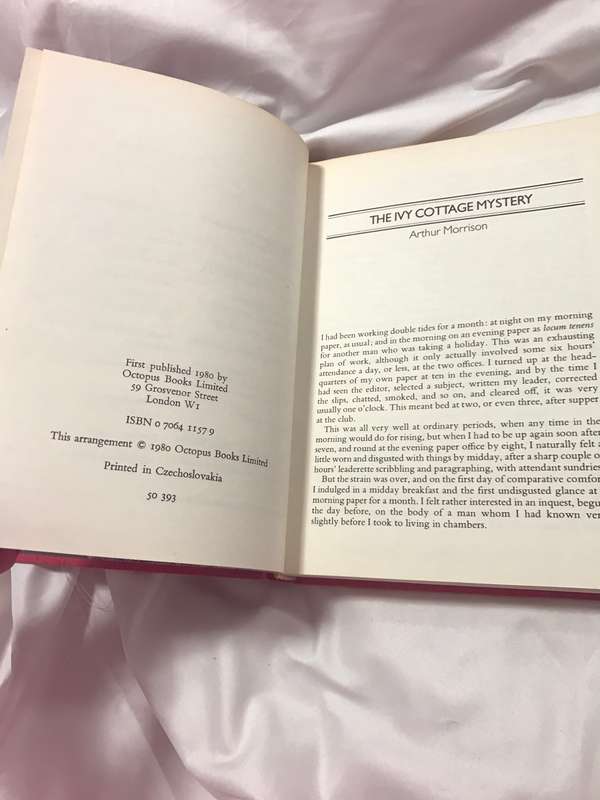 First published 1980 by
Octopus Books Limited
59 Grosvenor Street
London W1
ISBN 0 7064 1157 9
This arrangement © 1980 Octopus Books Limited
Printed in Czechoslovakia
50 393
THE IVY COTTAGE MYSTERY
Arthur Morrison
I had been working double tides for a month: at night on my morning
paper, as usual; and in the morning on an evening paper as locum tenens
for another man who was taking a holiday. This was an exhausting
plan of work, although it only actually involved some six hours'
attendance a day, or less, at the two offices. I turned up at the head-
quarters of my own paper at ten in the evening, and by the time I
had seen the editor, selected a subject, written my leader, corrected
the slips, chatted, smoked, and so on, and cleared off, it was very
usually one o'clock. This meant bed at two, or even three, after supper
at the club.
This was all very well at ordinary periods, when any time in the
morning would do for rising, but when I had to be up again soon after
seven, and round at the evening paper office by eight, I naturally felt a
little worn and disgusted with things by midday, after a sharp couple o
hours' leaderette scribbling and paragraphing, with attendant sundries
But the strain was over, and on the first day of comparative comfor
I indulged in a midday breakfast and the first undisgusted glance at
morning paper for a month. I felt rather interested in an inquest, begu
the day before, on the body of a man whom I had known ver
slightly before I took to living in chambers.